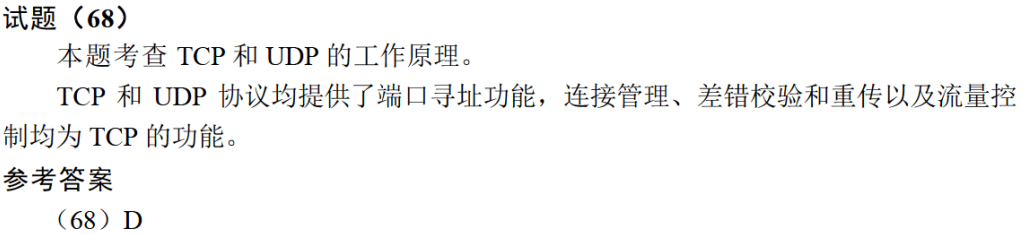 试题（68）
本题考查 TCP 和 UDP 的工作原理。
TCP 和 UDP 协议均提供了端口寻址功能，连接管理、差错校验和重传以及流量控
制均为 TCP 的功能。
参考答案
（68）D